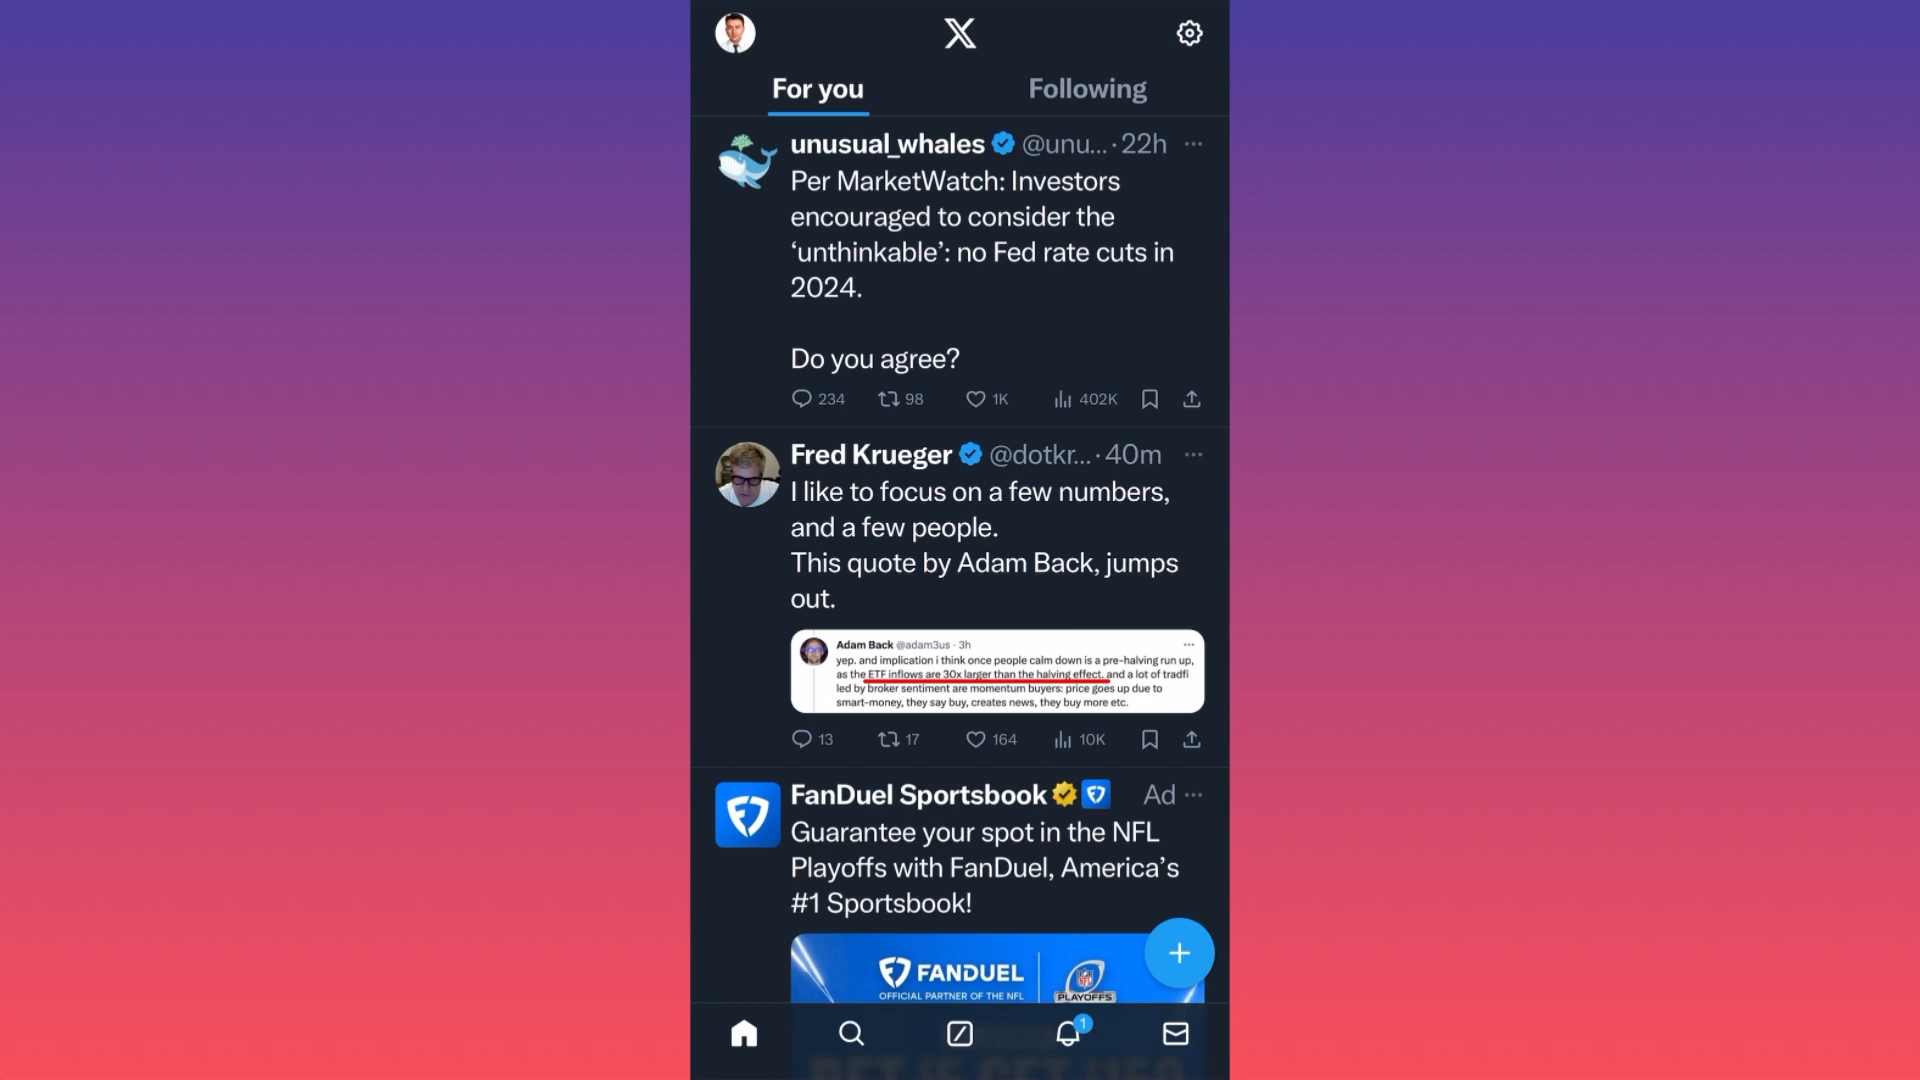 For you
Following
unusual_whales @unu... · 22h
Per MarketWatch: Investors
encouraged to consider the
‘unthinkable’: no Fed rate cuts in
2024.
Do you agree?
234 98 1K 402K
Fred Krueger @dotkr... · 40m
I like to focus on a few numbers,
and a few people.
This quote by Adam Back, jumps
out.
Adam Back @adam3us · 3h
yep. and implication i think once people calm down is a pre-halving run up,
as the ETF inflows are 30x larger than the halving effect. and a lot of tradfi
led by broker sentiment are momentum buyers: price goes up due to
smart-money, they say buy, creates news, they buy more etc.
13 17 164 10K
FanDuel Sportsbook Ad
Guarantee your spot in the NFL
Playoffs with FanDuel, America’s
#1 Sportsbook!
FANDUEL
OFFICIAL PARTNER OF THE NFL
NFL
PLAYOFFS
1